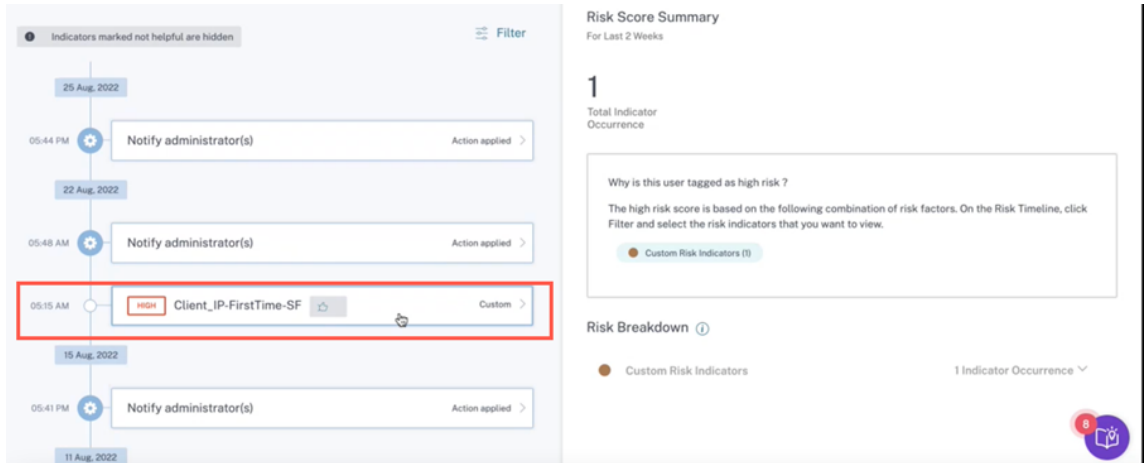 Indicators marked not helpful are hidden
Filter
25 Aug, 2022
05:44 PM
Notify administrator(s)
Action applied
22 Aug, 2022
05:48 AM
Notify administrator(s)
Action applied
05:15 AM
HIGH
Client_IP-FirstTime-SF
Custom
15 Aug, 2022
05:41 PM
Notify administrator(s)
Action applied
11 Aug, 2022
Risk Score Summary
For Last 2 Weeks
1
Total Indicator
Occurrence
Why is this user tagged as high risk ?
The high risk score is based on the following combination of risk factors. On the Risk Timeline, click
Filter and select the risk indicators that you want to view.
Custom Risk Indicators (1)
Risk Breakdown
Custom Risk Indicators
1 Indicator Occurrence
8